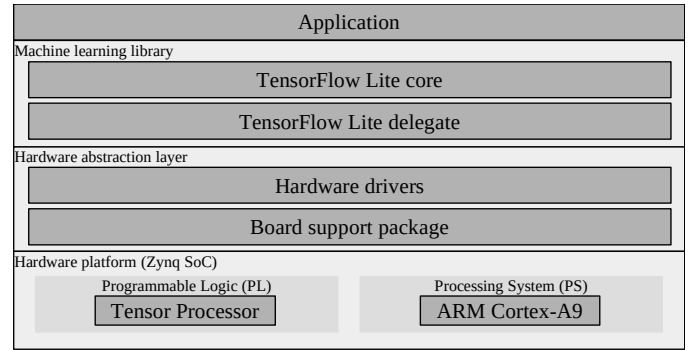 Application
Machine learning library
TensorFlow Lite core
TensorFlow Lite delegate
Hardware abstraction layer
Hardware drivers
Board support package
Hardware platform (Zynq SoC)
Programmable Logic (PL)
Tensor Processor
Processing System (PS)
ARM Cortex-A9